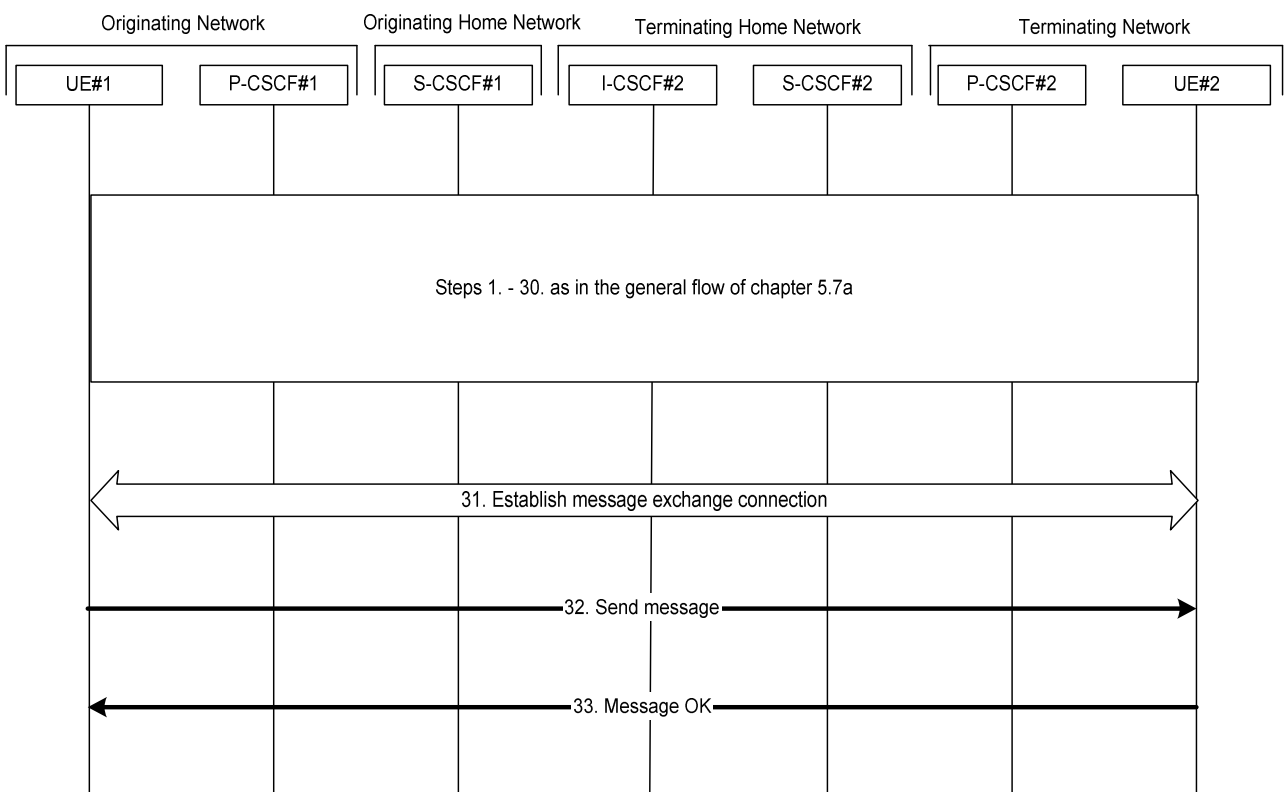 Originating Network
Originating Home Network
Terminating Home Network
Terminating Network
UE#1
P-CSCF#1
S-CSCF#1
I-CSCF#2
S-CSCF#2
P-CSCF#2
UE#2
Steps 1. - 30. as in the general flow of chapter 5.7a
31. Establish message exchange connection
32. Send message
33. Message OK